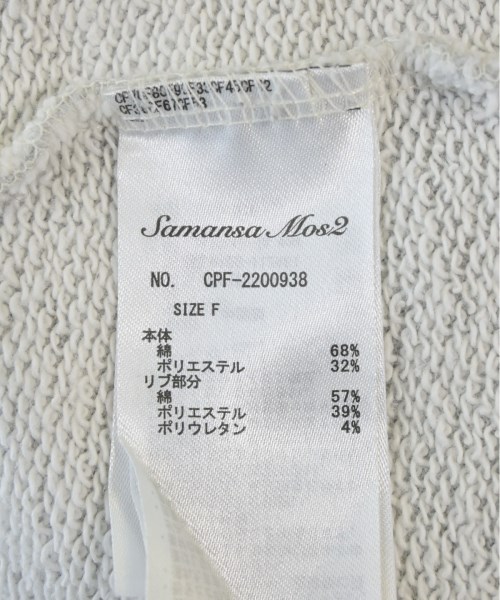 Samansa Mos2
NO. CPF-2200938
SIZE F
本体
綿 68%
ポリエステル 32%
リブ部分
綿 57%
ポリエステル 39%
ポリウレタン 4%